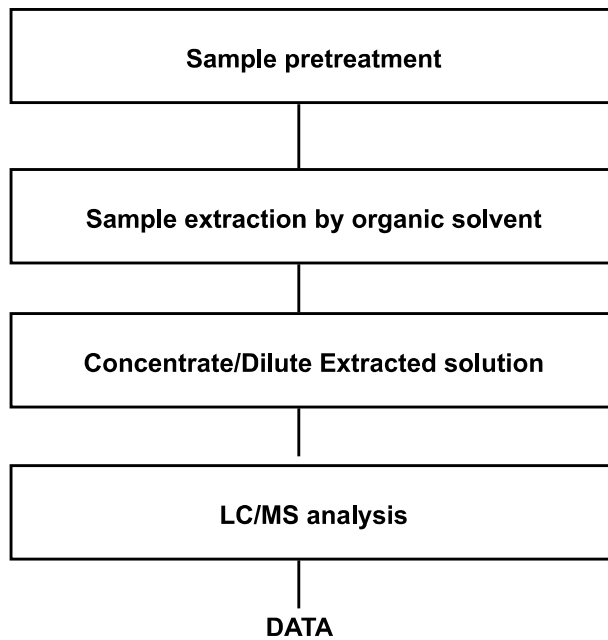 Sample pretreatment
Sample extraction by organic solvent
Concentrate/Dilute Extracted solution
LC/MS analysis
DATA